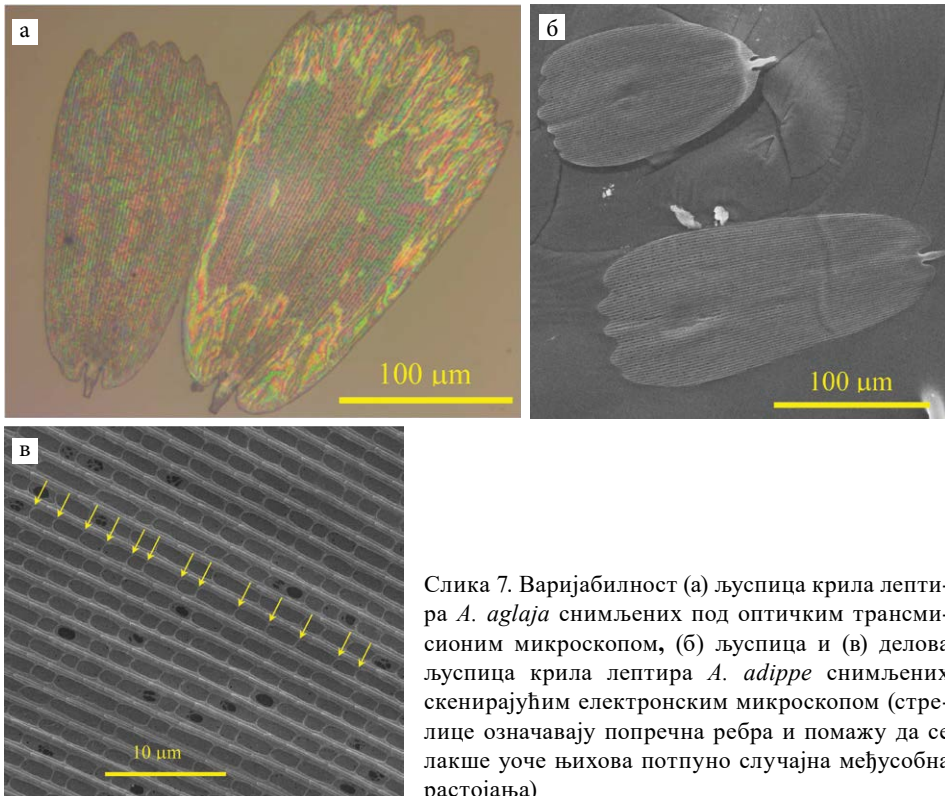 а
б
100 µm
100 µm
в
10 µm
Слика 7. Варијабилност (а) љуспица крила лепти-
ра A. aglaja снимљених под оптичким трансми-
сионим микроскопом, (б) љуспица и (в) делова
љуспица крила лептира A. adippe снимљених
скенирајућим електронским микроскопом (стре-
лице означавају попречна ребра и помажу да се
лакше уоче њихова потпуно случајна међусобна
растојања)